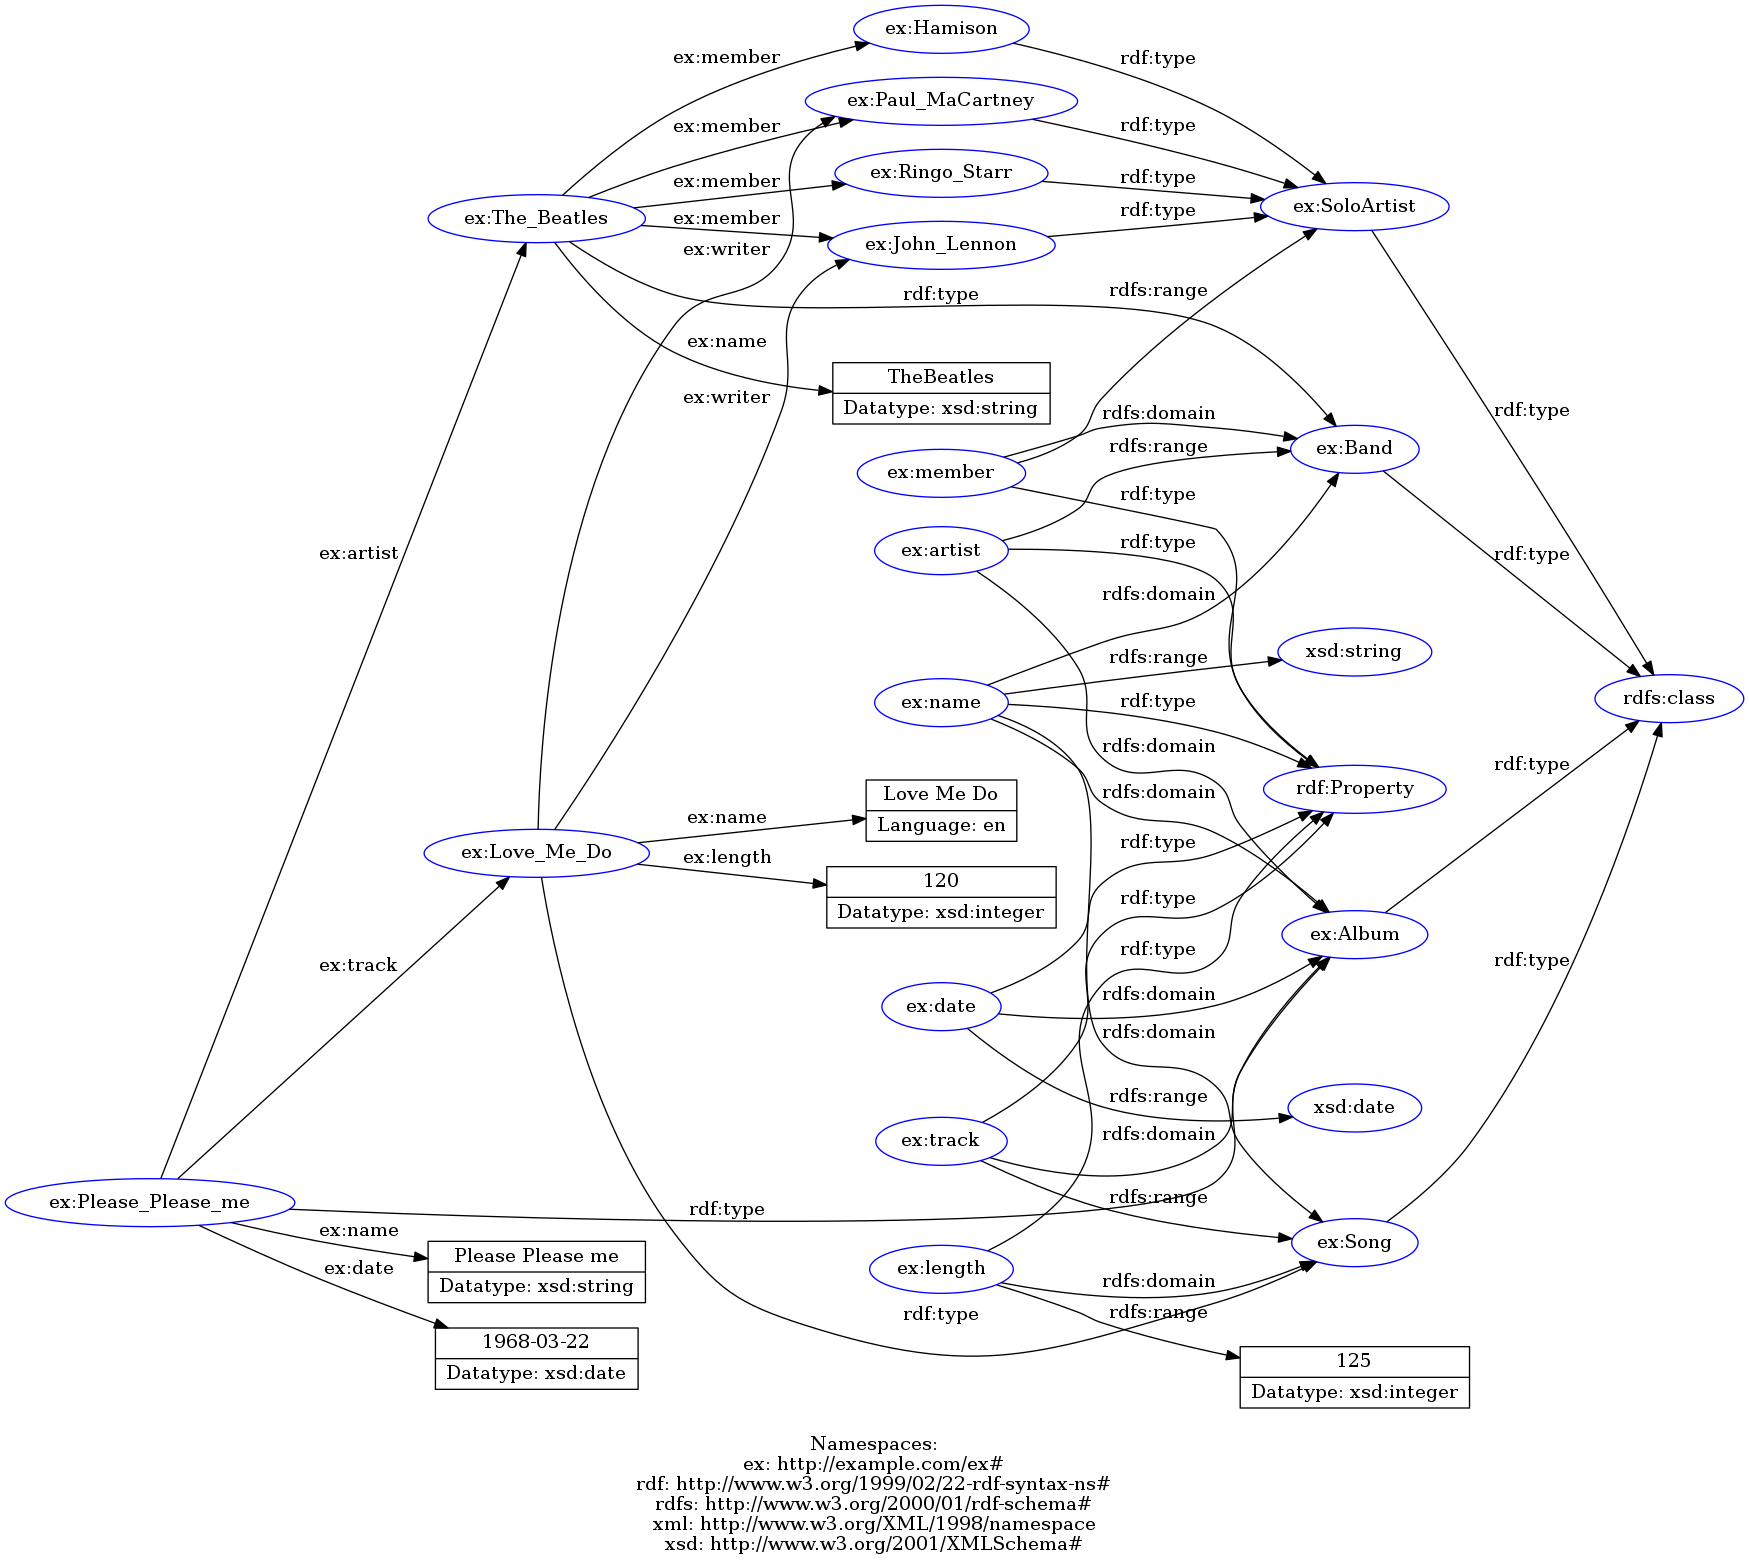 ex:Hamison
ex:member
rdf:type
ex:Paul_MaCartney
ex:member
rdf:type
ex:Ringo_Starr
ex:member
rdf:type
ex:The_Beatles
ex:SoloArtist
ex:member
rdf:type
ex:John_Lennon
ex:writer
rdf:type
rdfs:range
ex:name
TheBeatles
Datatype: xsd:string
ex:writer
rdfs:domain
rdf:type
rdfs:range
ex:Band
ex:member
rdf:type
ex:artist
ex:artist
rdf:type
rdf:type
rdfs:domain
xsd:string
rdfs:range
ex:name
rdf:type
rdfs:class
rdfs:domain
rdf:type
rdf:Property
rdfs:domain
Love Me Do
Language: en
ex:name
ex:Love_Me_Do
ex:length
rdf:type
120
Datatype: xsd:integer
rdf:type
ex:Album
rdf:type
rdf:type
ex:track
rdfs:domain
ex:date
rdfs:domain
rdfs:range
xsd:date
rdfs:domain
ex:track
ex:Please_Please_me
rdf:type
rdfs:range
ex:name
ex:Song
Please Please me
Datatype: xsd:string
ex:date
ex:length
rdfs:domain
rdf:type
rdfs:range
1968-03-22
Datatype: xsd:date
125
Datatype: xsd:integer
Namespaces:
ex: http://example.com/ex#
rdf: http://www.w3.org/1999/02/22-rdf-syntax-ns#
rdfs: http://www.w3.org/2000/01/rdf-schema#
xml: http://www.w3.org/XML/1998/namespace
xsd: http://www.w3.org/2001/XMLSchema#